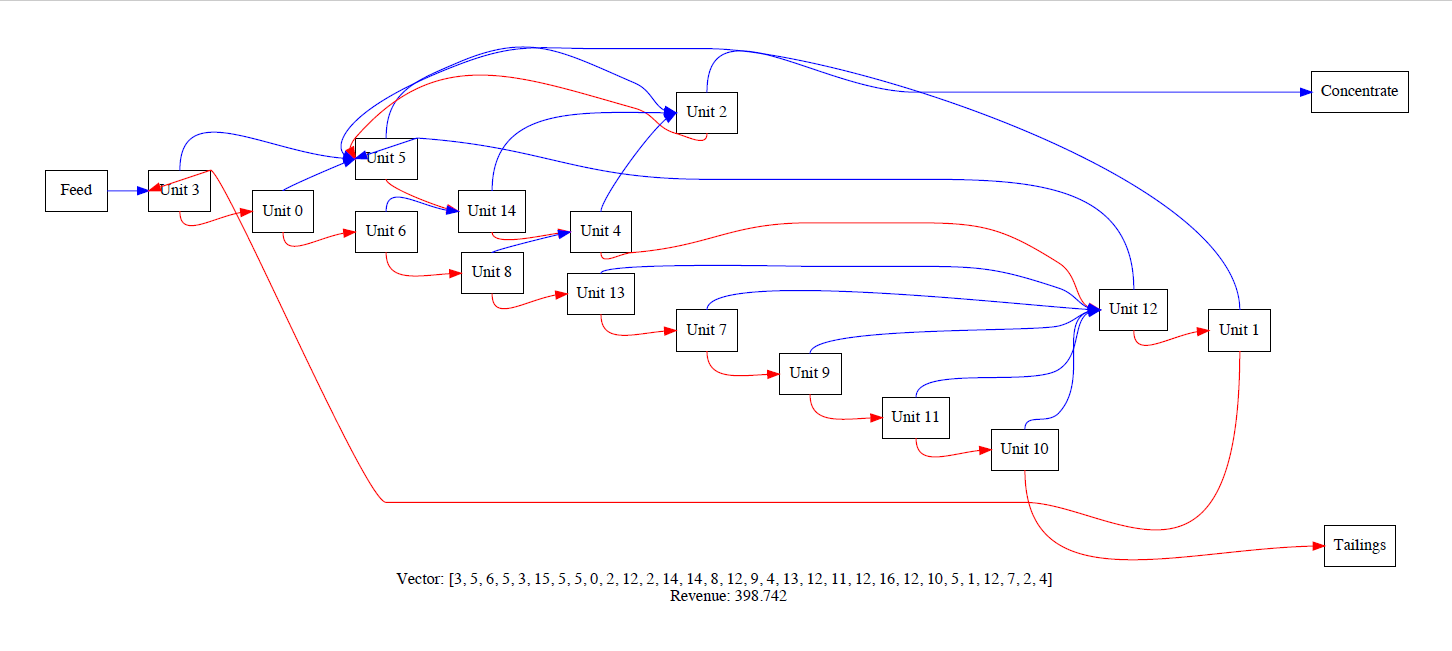 Concentrate
Unit 2
Unit 5
Feed
Unit 3
Unit 0
Unit 14
Unit 6
Unit 4
Unit 8
Unit 13
Unit 12
Unit 7
Unit 1
Unit 9
Unit 11
Unit 10
Tailings
Vector: [3, 5, 6, 5, 3, 15, 5, 5, 0, 2, 12, 2, 14, 14, 8, 12, 9, 4, 13, 12, 11, 12, 16, 12, 10, 5, 1, 12, 7, 2, 4]
Revenue: 398.742